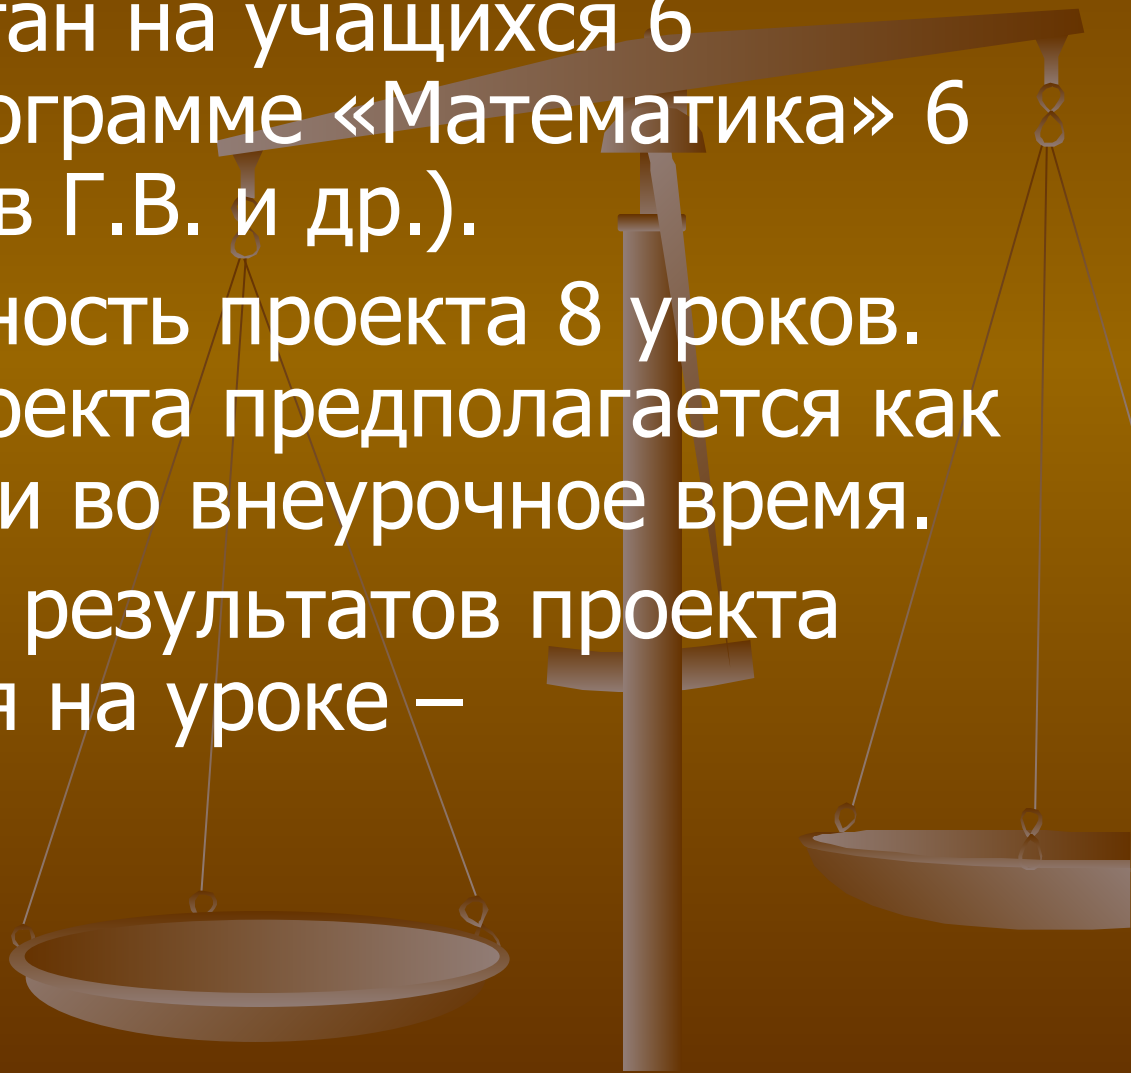 тан на учащихся 6
ограмме «Математика» 6
в Г.В. и др.).
ность проекта 8 уроков.
оекта предполагается как
и во внеурочное время.
результатов проекта
я на уроке –